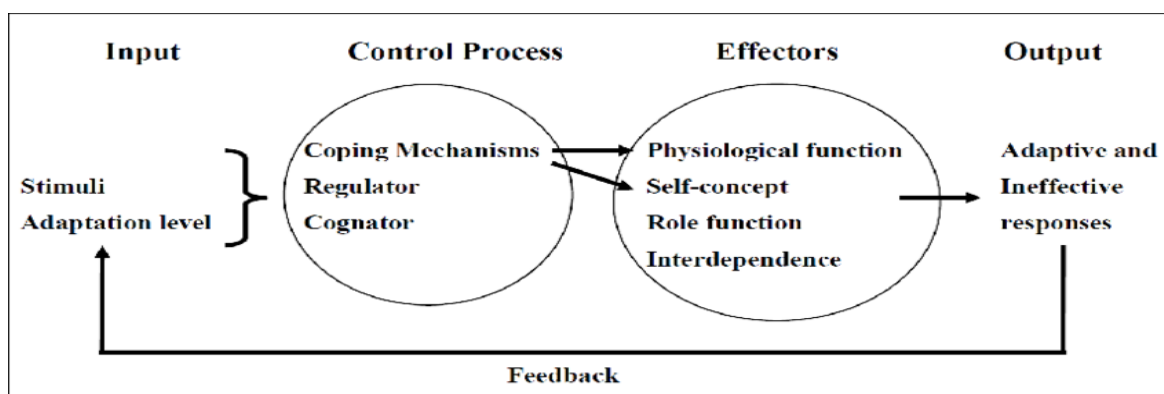 Input
Control Process
Effectors
Output
Stimuli
Adaptation level
Coping Mechanisms
Regulator
Cognator
Physiological function
Self-concept
Role function
Interdependence
Adaptive and
Ineffective
responses
Feedback